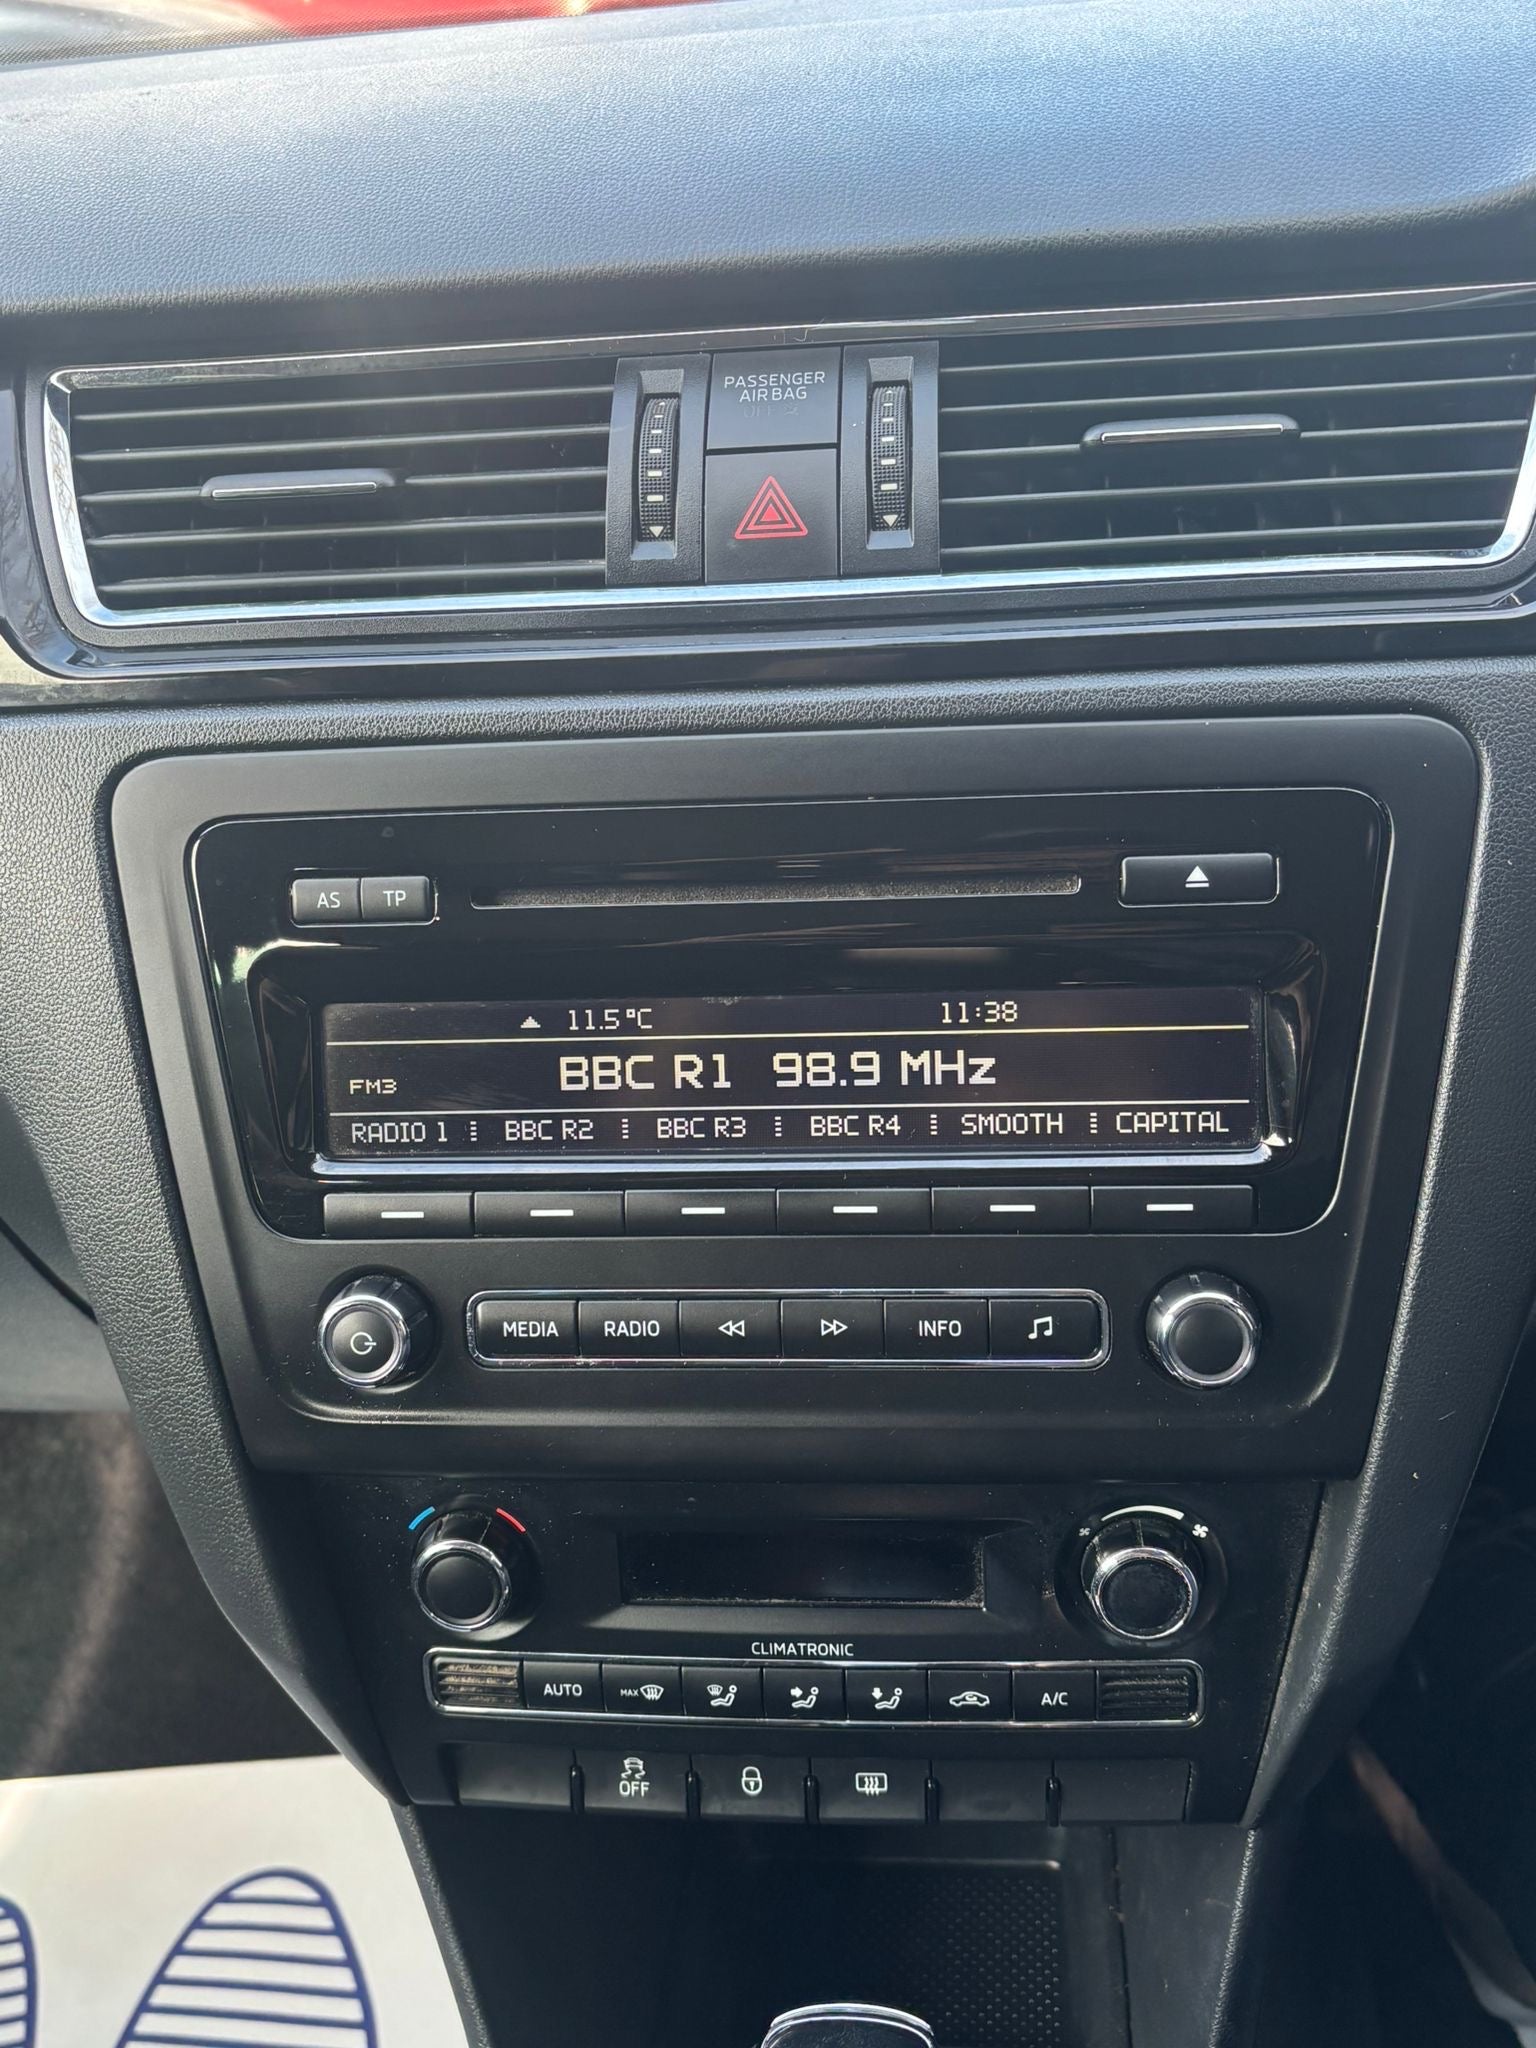 PASSENGER
AIR BAG
OFF
AS TP
11.5°C 11:38
FM3 BBC R1 98.9 MHz
RADIO 1 BBC R2 BBC R3 BBC R4 SMOOTH CAPITAL
MEDIA RADIO INFO
CLIMATRONIC
AUTO MAX A/C
OFF